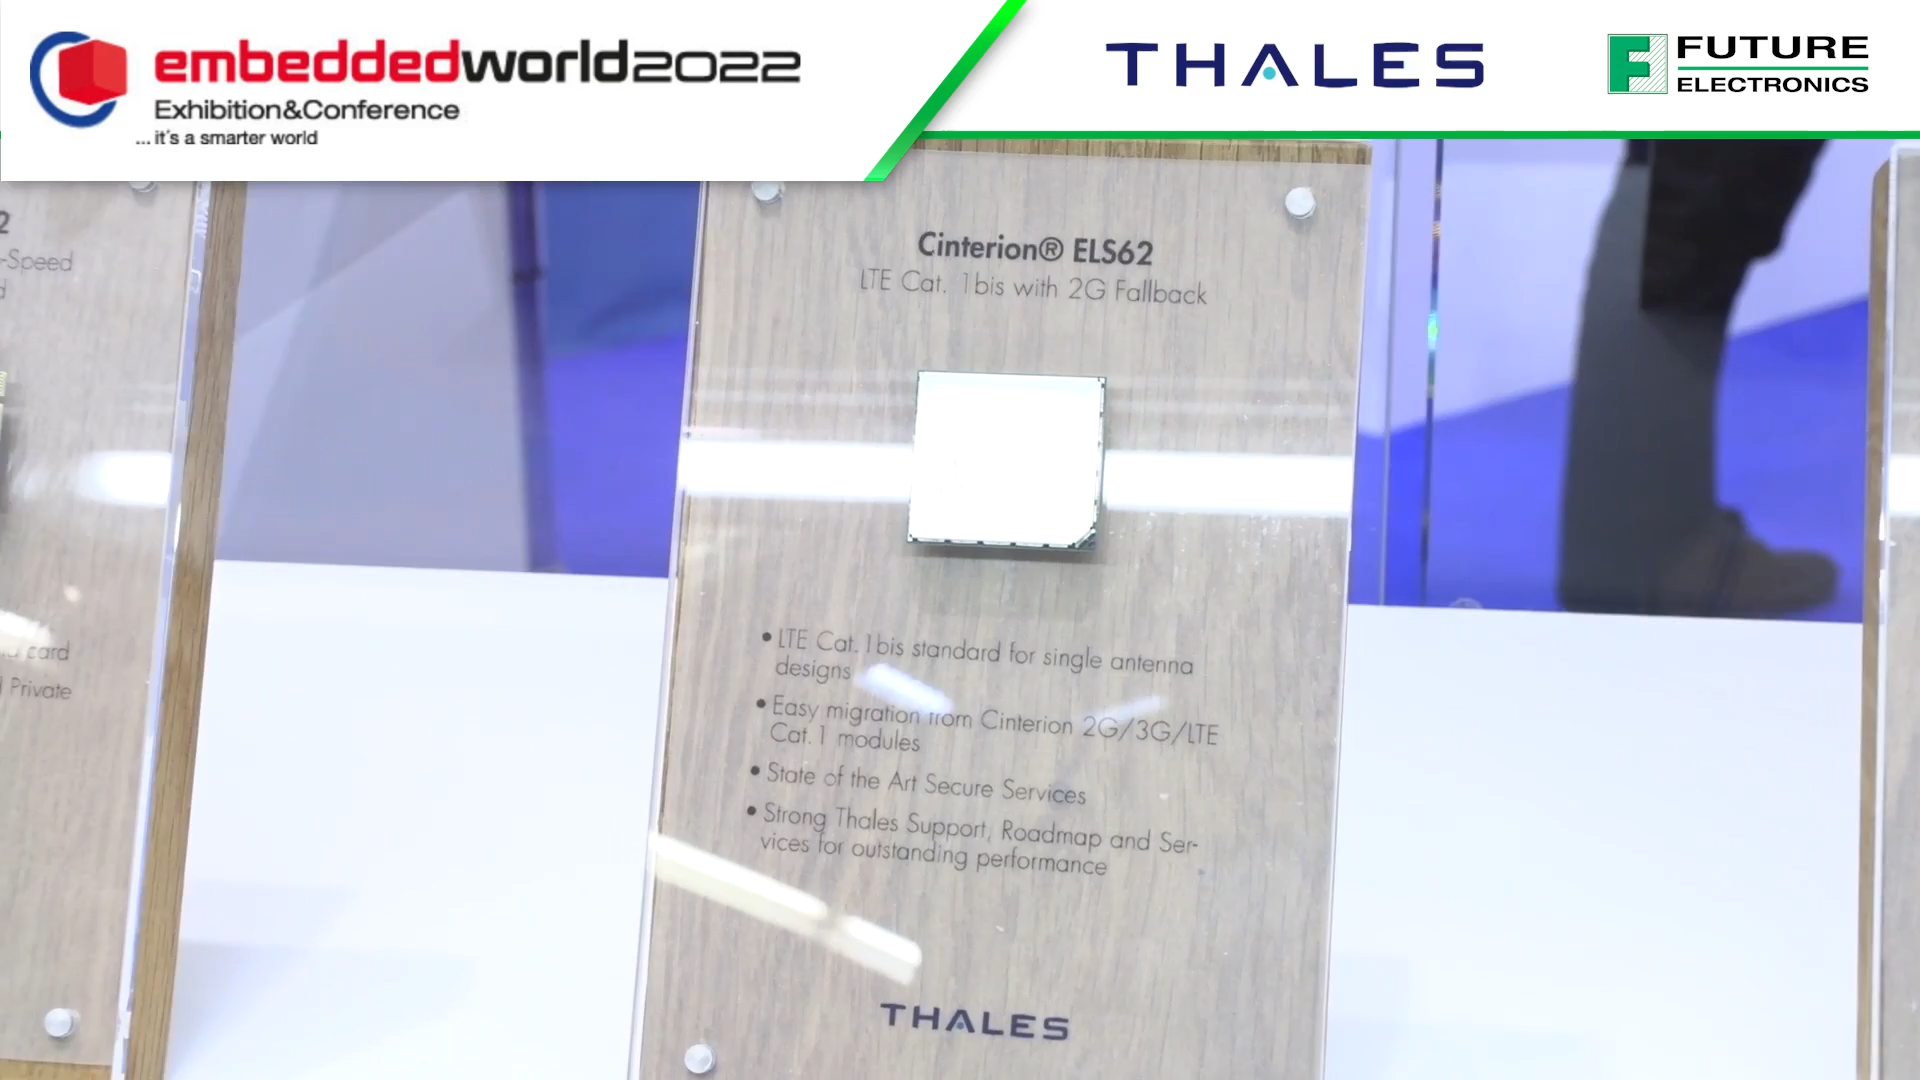 embeddedworld2022
Exhibition&Conference
... it's a smarter world
THALES
FUTURE
ELECTRONICS
2
-Speed
card
Private
Cinterion® ELS62
LTE Cat. 1bis with 2G Fallback
• LTE Cat.1bis standard for single antenna
designs
• Easy migration from Cinterion 2G/3G/LTE
Cat.1 modules
• State of the Art Secure Services
• Strong Thales Support, Roadmap and Ser-
vices for outstanding performance
THALES